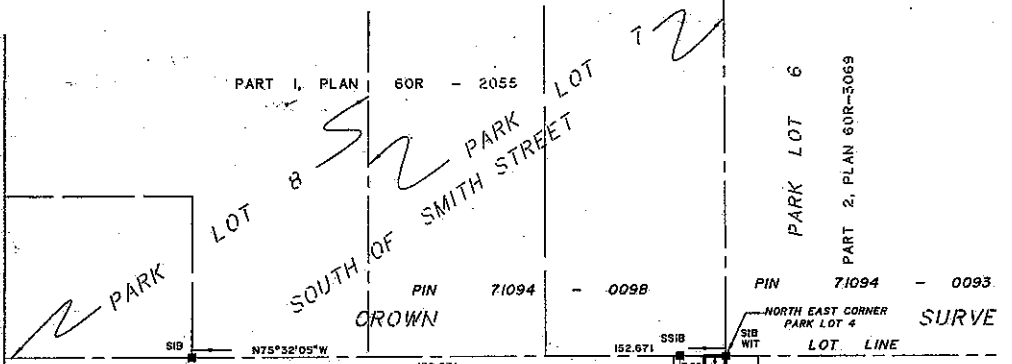 PART 1, PLAN 60R - 2055
PARK LOT 8
PARK LOT 7
SOUTH OF SMITH STREET
PARK LOT 6
PART 2, PLAN 60R-3069
PIN 71094 - 0098
PIN 71094 - 0093
CROWN
NORTH EAST CORNER
PARK LOT 4
SURVE
SIB
N75°32'05"W
152.671
SSIB
SIB
WIT
LOT LINE